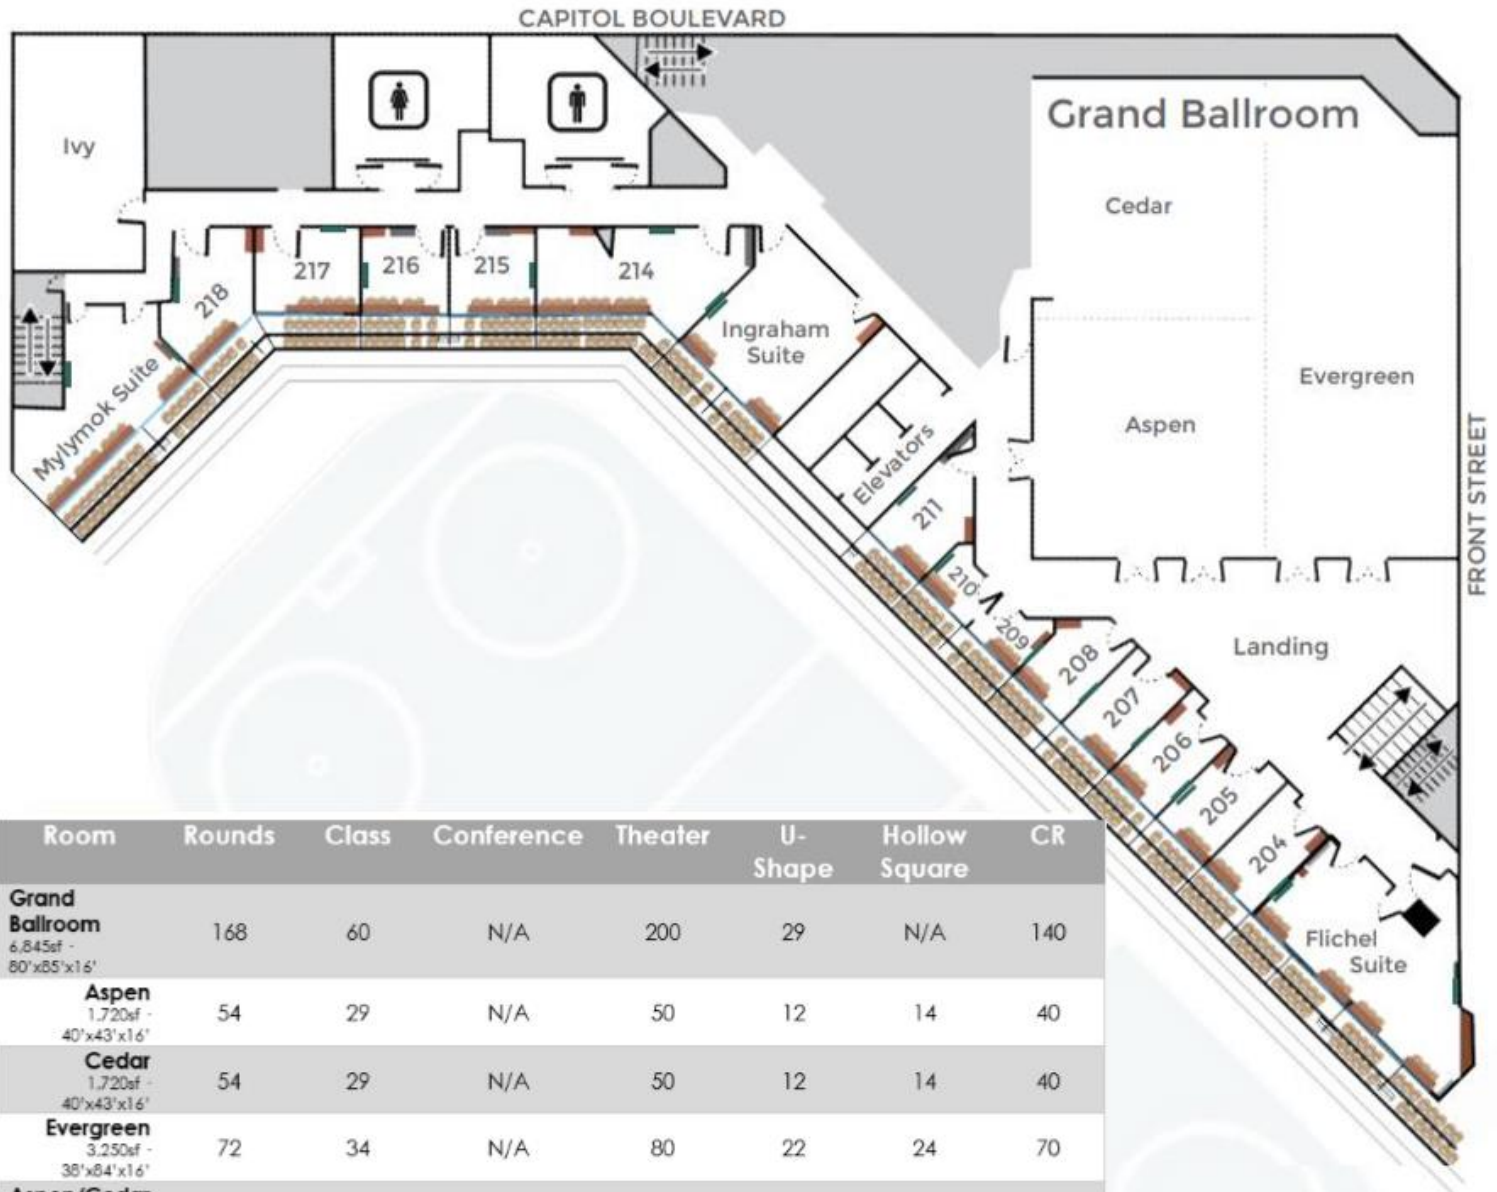 CAPITOL BOULEVARD
Grand Ballroom
Ivy
Cedar
218
217
216
215
214
Ingraham
Suite
Evergreen
Aspen
Mylymok Suite
Elevators
FRONT STREET
211
210
209
208
207
206
205
204
Landing
Flichel
Suite
Room Rounds Class Conference Theater U-Shape Hollow Square CR
Grand
Ballroom
6,845sf -
80'x85'x16'
168 60 N/A 200 29 N/A 140
Aspen
1,720sf -
40'x43'x16'
54 29 N/A 50 12 14 40
Cedar
1,720sf -
40'x43'x16'
54 29 N/A 50 12 14 40
Evergreen
3,250sf -
38'x84'x16'
72 34 N/A 80 22 24 70
Aspen/Cedar